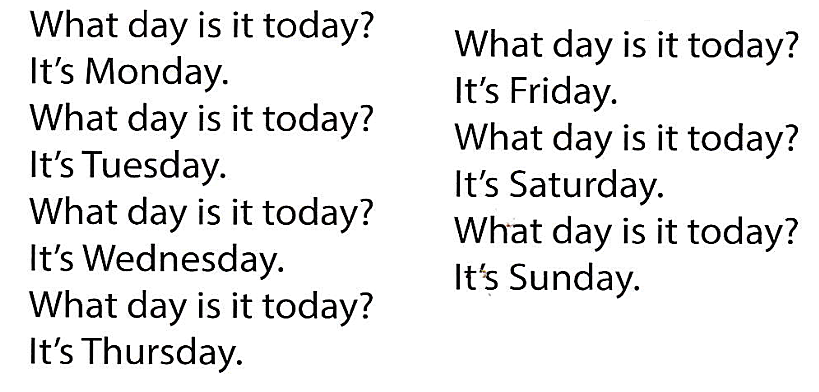 What day is it today?
It's Monday.
What day is it today?
It's Tuesday.
What day is it today?
It's Wednesday.
What day is it today?
It's Thursday.
What day is it today?
It's Friday.
What day is it today?
It's Saturday.
What day is it today?
It's Sunday.